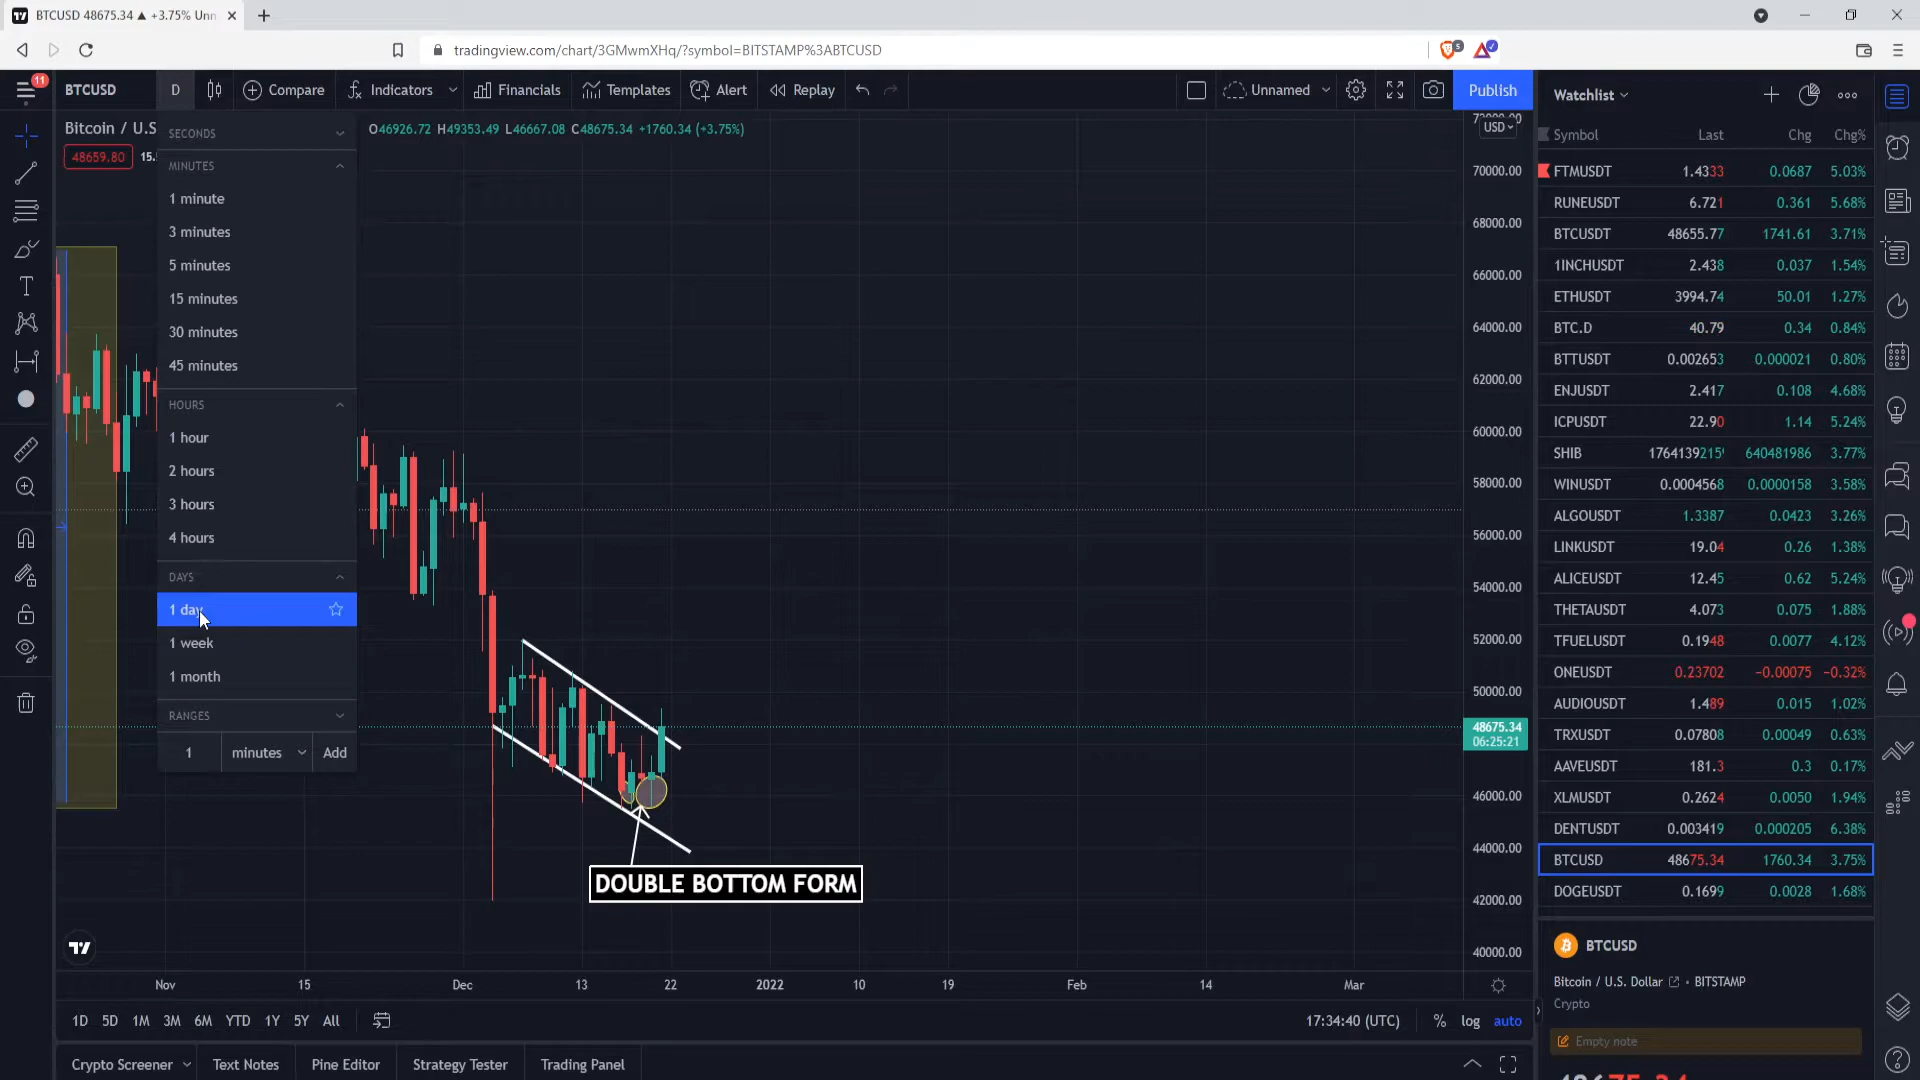 BTCUSD 48675.34 ▲ +3.75% Unn
tradingview.com/chart/3GMwmXHq/?symbol=BITSTAMP%3ABTCUSD
5
11
BTCUSD
D
Compare
Indicators
Financials
Templates
Alert
Replay
Unnamed
Publish
Bitcoin / U.S
O46926.72 H49353.49 L46667.08 C48675.34 +1760.34 (+3.75%)
48659.80
SECONDS
MINUTES
1 minute
3 minutes
5 minutes
15 minutes
30 minutes
45 minutes
HOURS
1 hour
2 hours
3 hours
4 hours
DAYS
1 day
1 week
1 month
RANGES
1 minutes Add
DOUBLE BOTTOM FORM
USD
70000.00
68000.00
66000.00
64000.00
62000.00
60000.00
58000.00
56000.00
54000.00
52000.00
50000.00
48675.34
06:25:21
46000.00
44000.00
42000.00
40000.00
Nov 15 Dec 13 22 2022 10 19 Feb 14 Mar
1D 5D 1M 3M 6M YTD 1Y 5Y All
17:34:40 (UTC) % log auto
Crypto Screener Text Notes Pine Editor Strategy Tester Trading Panel
Watchlist
Symbol Last Chg Chg%
FTMUSDT 1.4333 0.0687 5.03%
RUNEUSDT 6.721 0.361 5.68%
BTCUSDT 48655.77 1741.61 3.71%
1INCHUSDT 2.438 0.037 1.54%
ETHUSDT 3994.74 50.01 1.27%
BTC.D 40.79 0.34 0.84%
BTTUSDT 0.002653 0.000021 0.80%
ENJUSDT 2.417 0.108 4.68%
ICPUSDT 22.90 1.14 5.24%
SHIB 1764139215 640481986 3.77%
WINUSDT 0.0004568 0.0000158 3.58%
ALGOUSDT 1.3387 0.0423 3.26%
LINKUSDT 19.04 0.26 1.38%
ALICEUSDT 12.45 0.62 5.24%
THETAUSDT 4.073 0.075 1.88%
TFUELUSDT 0.1948 0.0077 4.12%
ONEUSDT 0.23702 −0.00075 −0.32%
AUDIOUSDT 1.489 0.015 1.02%
TRXUSDT 0.07808 0.00049 0.63%
AAVEUSDT 181.3 0.3 0.17%
XLMUSDT 0.2624 0.0050 1.94%
DENTUSDT 0.003419 0.000205 6.38%
BTCUSD 48675.34 1760.34 3.75%
DOGEUSDT 0.1699 0.0028 1.68%
BTCUSD
Bitcoin / U.S. Dollar • BITSTAMP
Crypto
Empty note